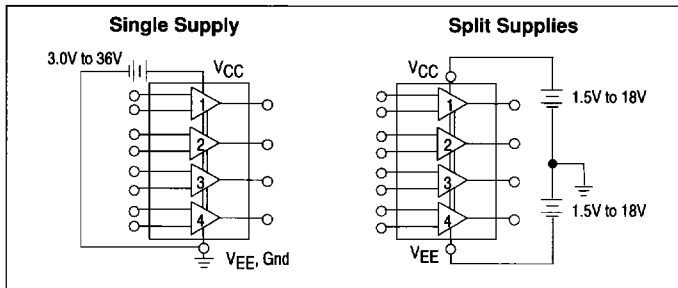 Single Supply
3.0V to 36V
VCC
1
2
3
4
VEE, Gnd
Split Supplies
VCC
1
2
3
4
VEE
1.5V to 18V
1.5V to 18V